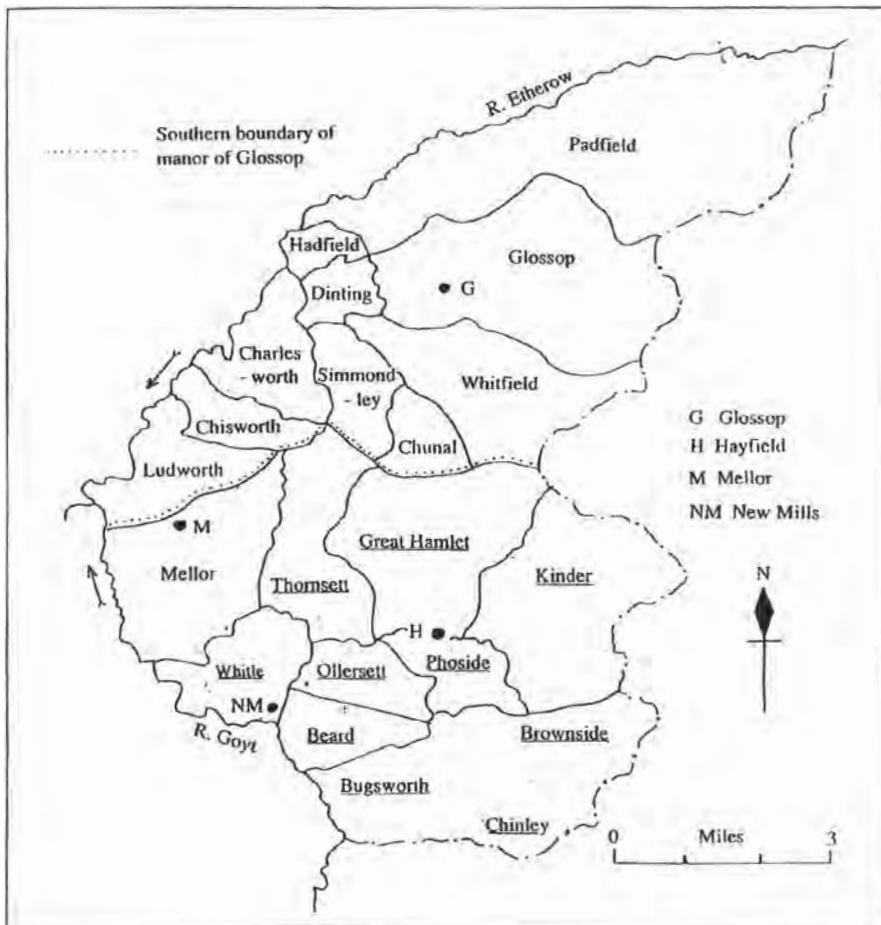 R. Etherow
Southern boundary of
manor of Glossop
Padfield
Hadfield
Glossop
Dinting
G
Charles
- worth
Simmond
- ley
Whitfield
Chisworth
Chunal
Ludworth
G Glossop
H Hayfield
M Mellor
NM New Mills
M
Great Hamlet
Mellor
Thornsett
Kinder
N
H
Phoside
Whitle
Ollersett
NM
R. Goyt
Beard
Brownside
Bugsworth
Chinley
0 Miles 3